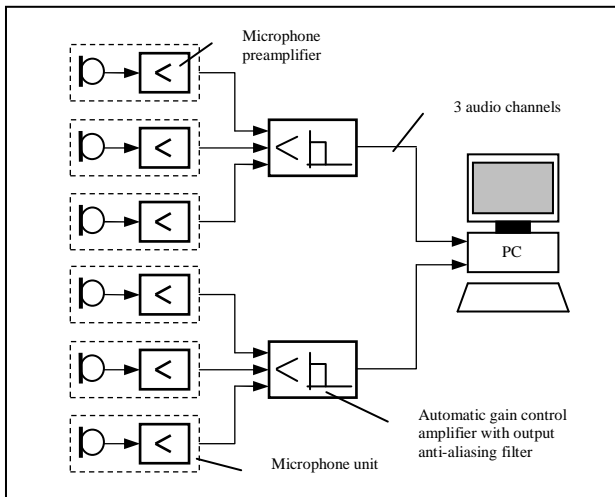 Microphone
preamplifier
3 audio channels
PC
Automatic gain control
amplifier with output
anti-aliasing filter
Microphone unit